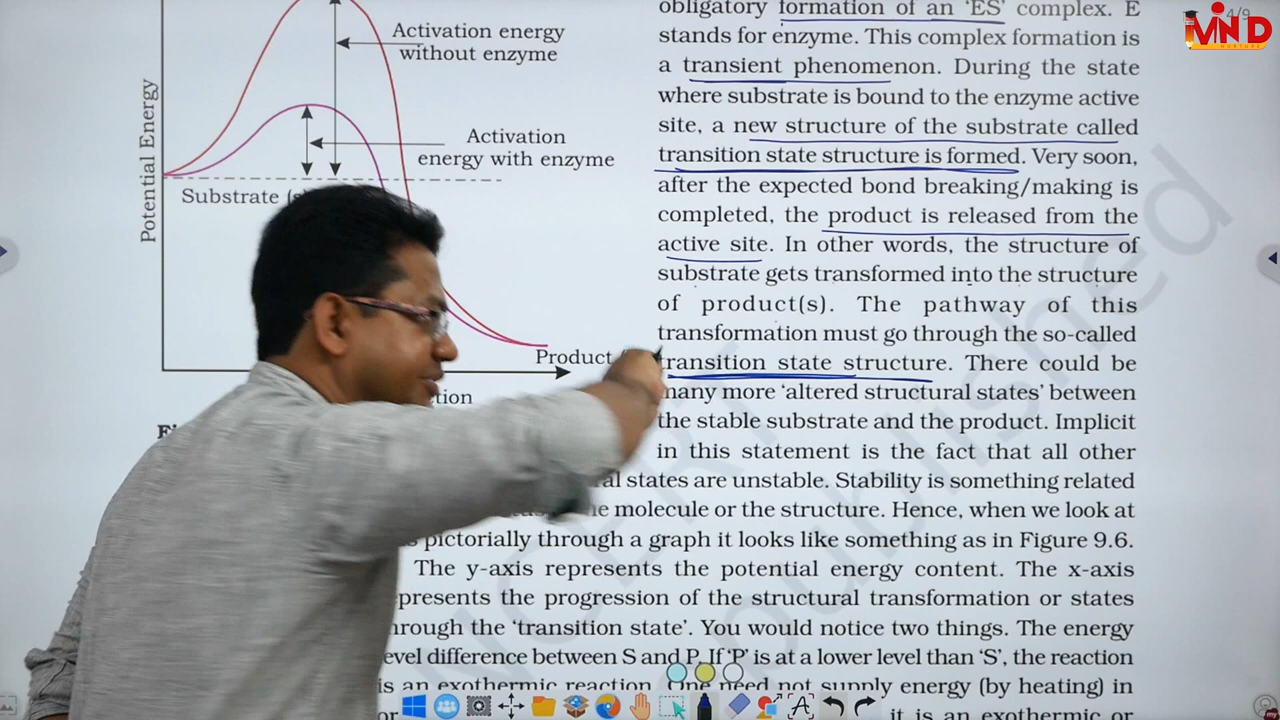 Activation energy
without enzyme
Activation
energy with enzyme
Potential Energy
Substrate
Product
obligatory formation of an 'ES' complex. E
stands for enzyme. This complex formation is
a transient phenomenon. During the state
where substrate is bound to the enzyme active
site, a new structure of the substrate called
transition state structure is formed. Very soon,
after the expected bond breaking/making is
completed, the product is released from the
active site. In other words, the structure of
substrate gets transformed into the structure
of product(s). The pathway of this
transformation must go through the so-called
transition state structure. There could be
many more 'altered structural states' between
the stable substrate and the product. Implicit
in this statement is the fact that all other
states are unstable. Stability is something related
molecule or the structure. Hence, when we look at
pictorially through a graph it looks like something as in Figure 9.6.
The y-axis represents the potential energy content. The x-axis
represents the progression of the structural transformation or states
through the 'transition state'. You would notice two things. The energy
level difference between S and P. If 'P' is at a lower level than 'S', the reaction
is an exothermic reaction. One need not supply energy (by heating) in
it is an exothermic or
MIND
NURTURE
4/9